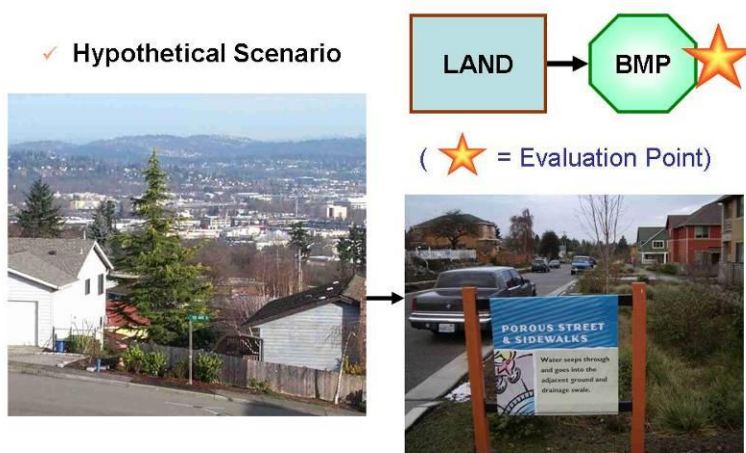 ✓ Hypothetical Scenario
LAND
BMP
( = Evaluation Point)
POROUS STREET
& SIDEWALKS
Water seeps through
and goes into the
adjacent ground and
drainage swale.